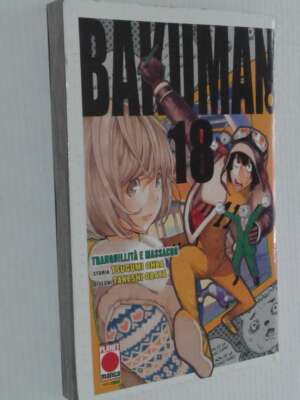 BAKUMAN
18
TRANQUILLITÀ E MASSACRO
STORIA TSUGUMI OHBA
DISEGNI TAKESHI OBATA
PLANET
manga